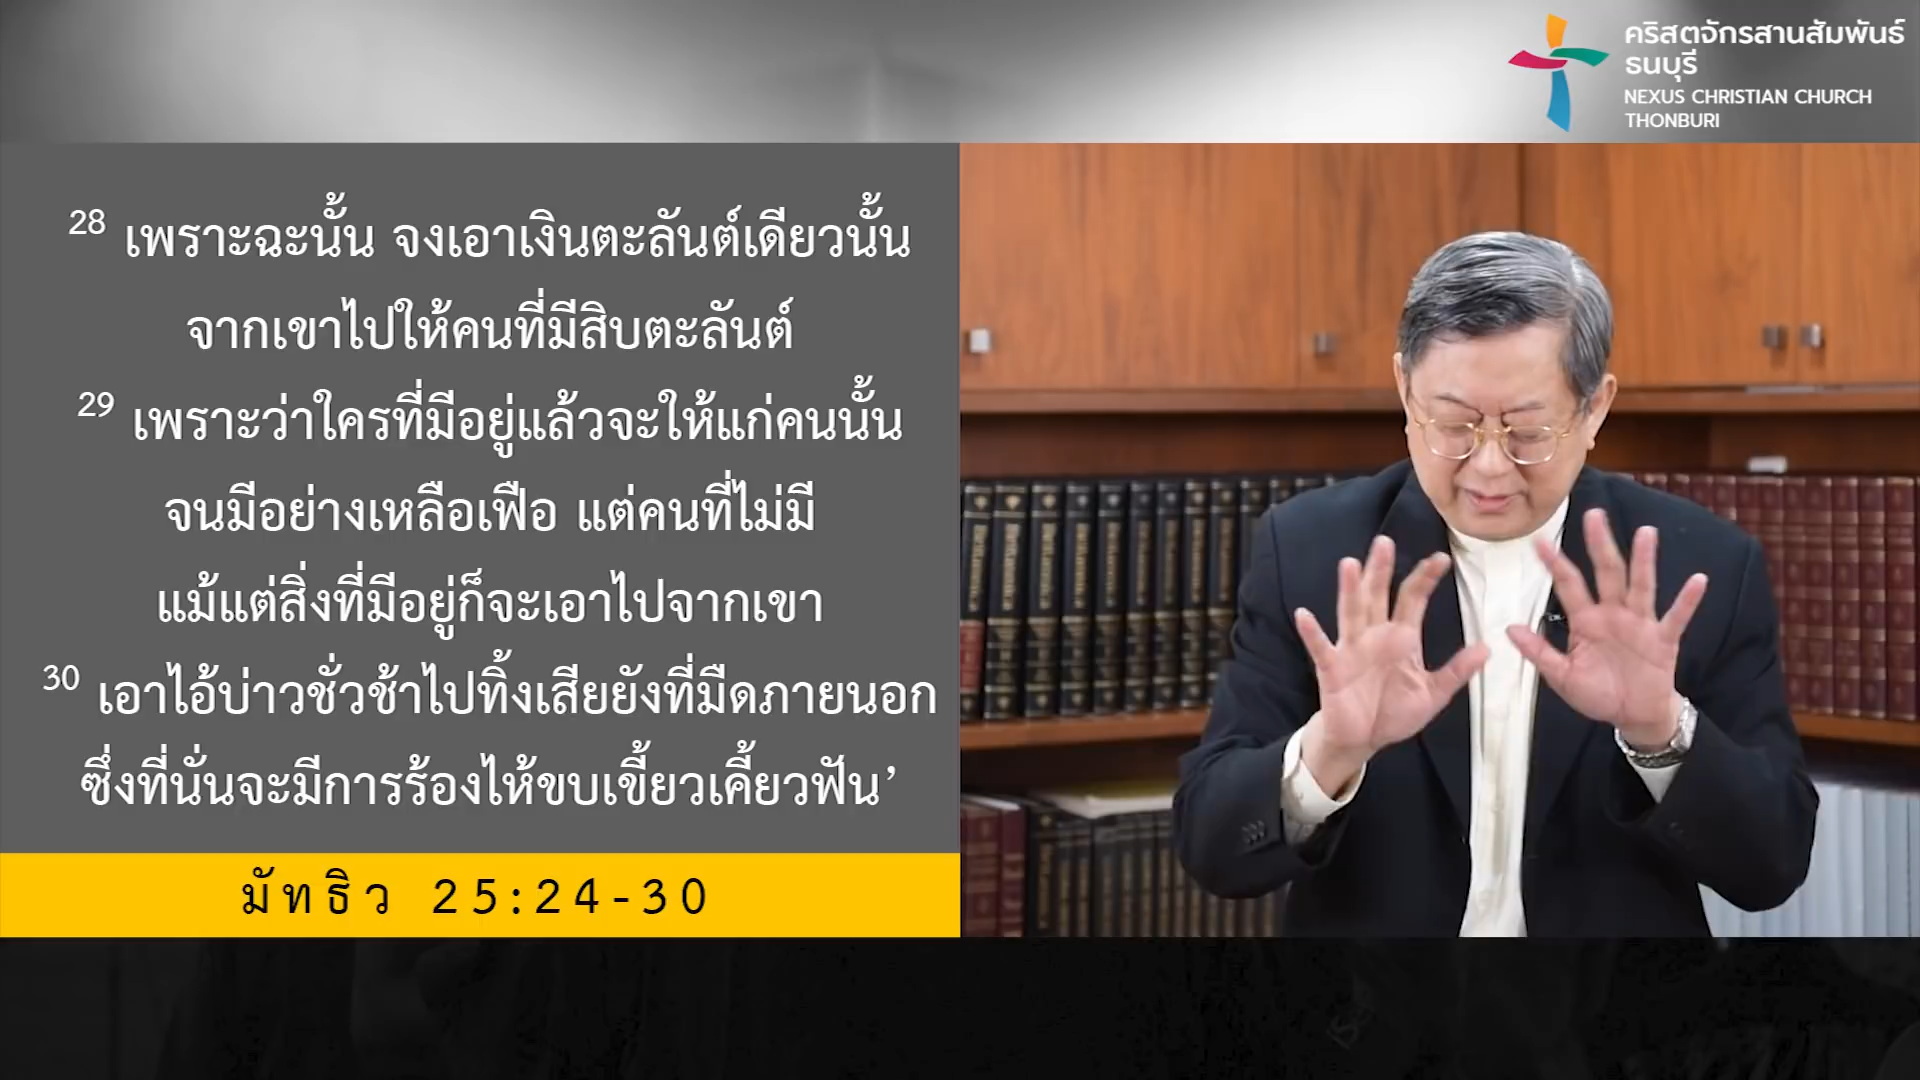 คริสตจักรสานสัมพันธ์
ธนบุรี
NEXUS CHRISTIAN CHURCH
THONBURI
28 เพราะฉะนั้น จงเอาเงินตะลันต์เดียวนั้น
จากเขาไปให้คนที่มีสิบตะลันต์
29 เพราะว่าใครที่มีอยู่แล้วจะให้แก่คนนั้น
จนมีอย่างเหลือเฟือ แต่คนที่ไม่มี
แม้แต่สิ่งที่มีอยู่ก็จะเอาไปจากเขา
30 เอาไอ้บ่าวชั่วช้าไปทิ้งเสียยังที่มืดภายนอก
ซึ่งที่นั่นจะมีการร้องไห้ขบเขี้ยวเคี้ยวฟัน’
มัทธิว 25:24-30